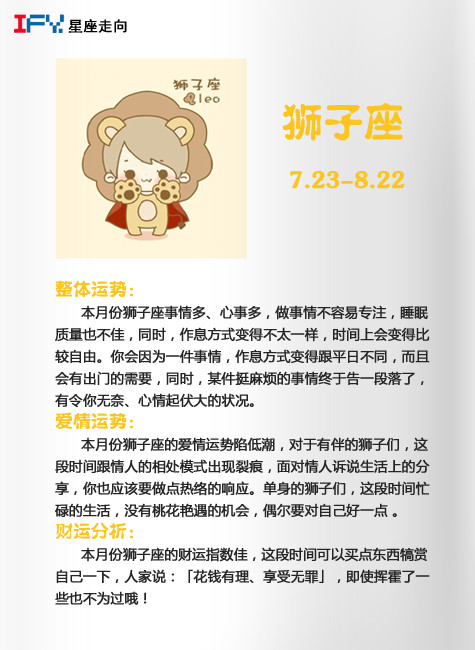 IFY. 星座走向
狮子座
leo
狮子座
7.23-8.22
整体运势：
本月份狮子座事情多、心事多，做事情不容易专注，睡眠
质量也不佳，同时，作息方式变得不太一样，时间上会变得比
较自由。你会因为一件事情，作息方式变得跟平日不同，而且
会有出门的需要，同时，某件挺麻烦的事情终于告一段落了，
有令你无奈、心情起伏大的状况。
爱情运势：
本月份狮子座的爱情运势陷低潮，对于有伴的狮子们，这
段时间跟情人的相处模式出现裂痕，面对情人诉说生活上的分
享，你也应该要做点热络的响应。单身的狮子们，这段时间忙
碌的生活，没有桃花艳遇的机会，偶尔要对自己好一点 。
财运分折：
本月份狮子座的财运指数佳，这段时间可以买点东西犒赏
自己一下，人家说：「花钱有理、享受无罪」，即使挥霍了一
些也不为过哦！